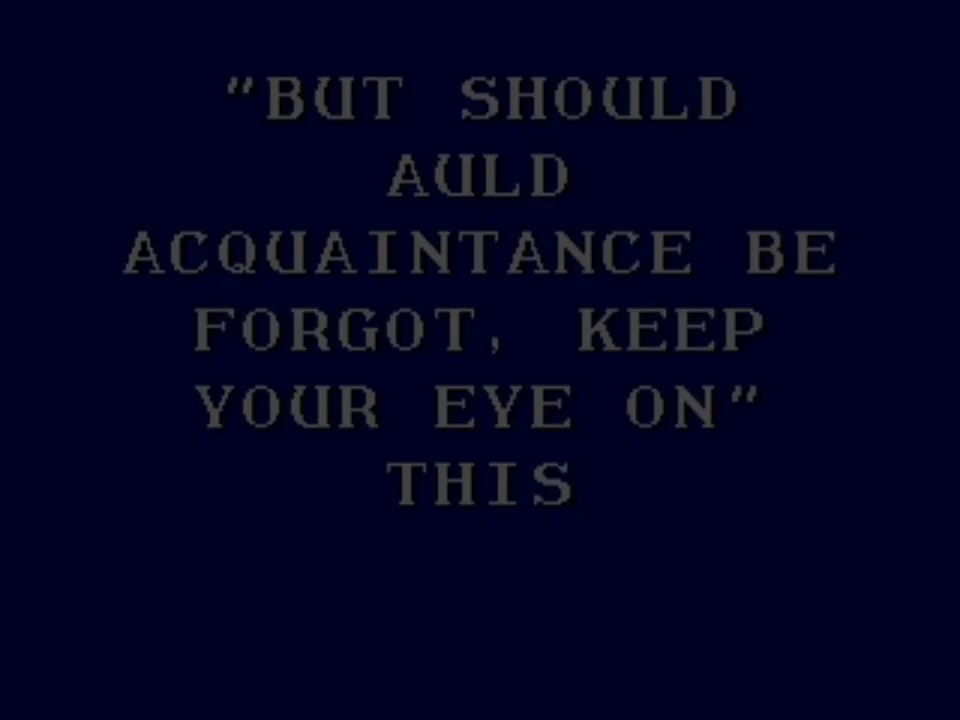 "BUT SHOULD
AULD
ACQUAINTANCE BE
FORGOT, KEEP
YOUR EYE ON"
THIS